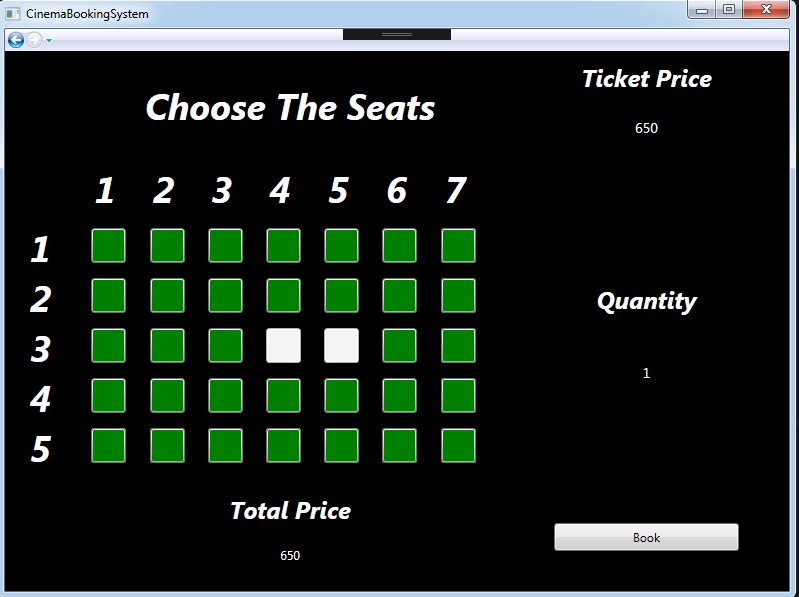 CinemaBookingSystem
Choose The Seats
Ticket Price
650
1 2 3 4 5 6 7
1
2
3
4
5
Quantity
1
Total Price
650
Book